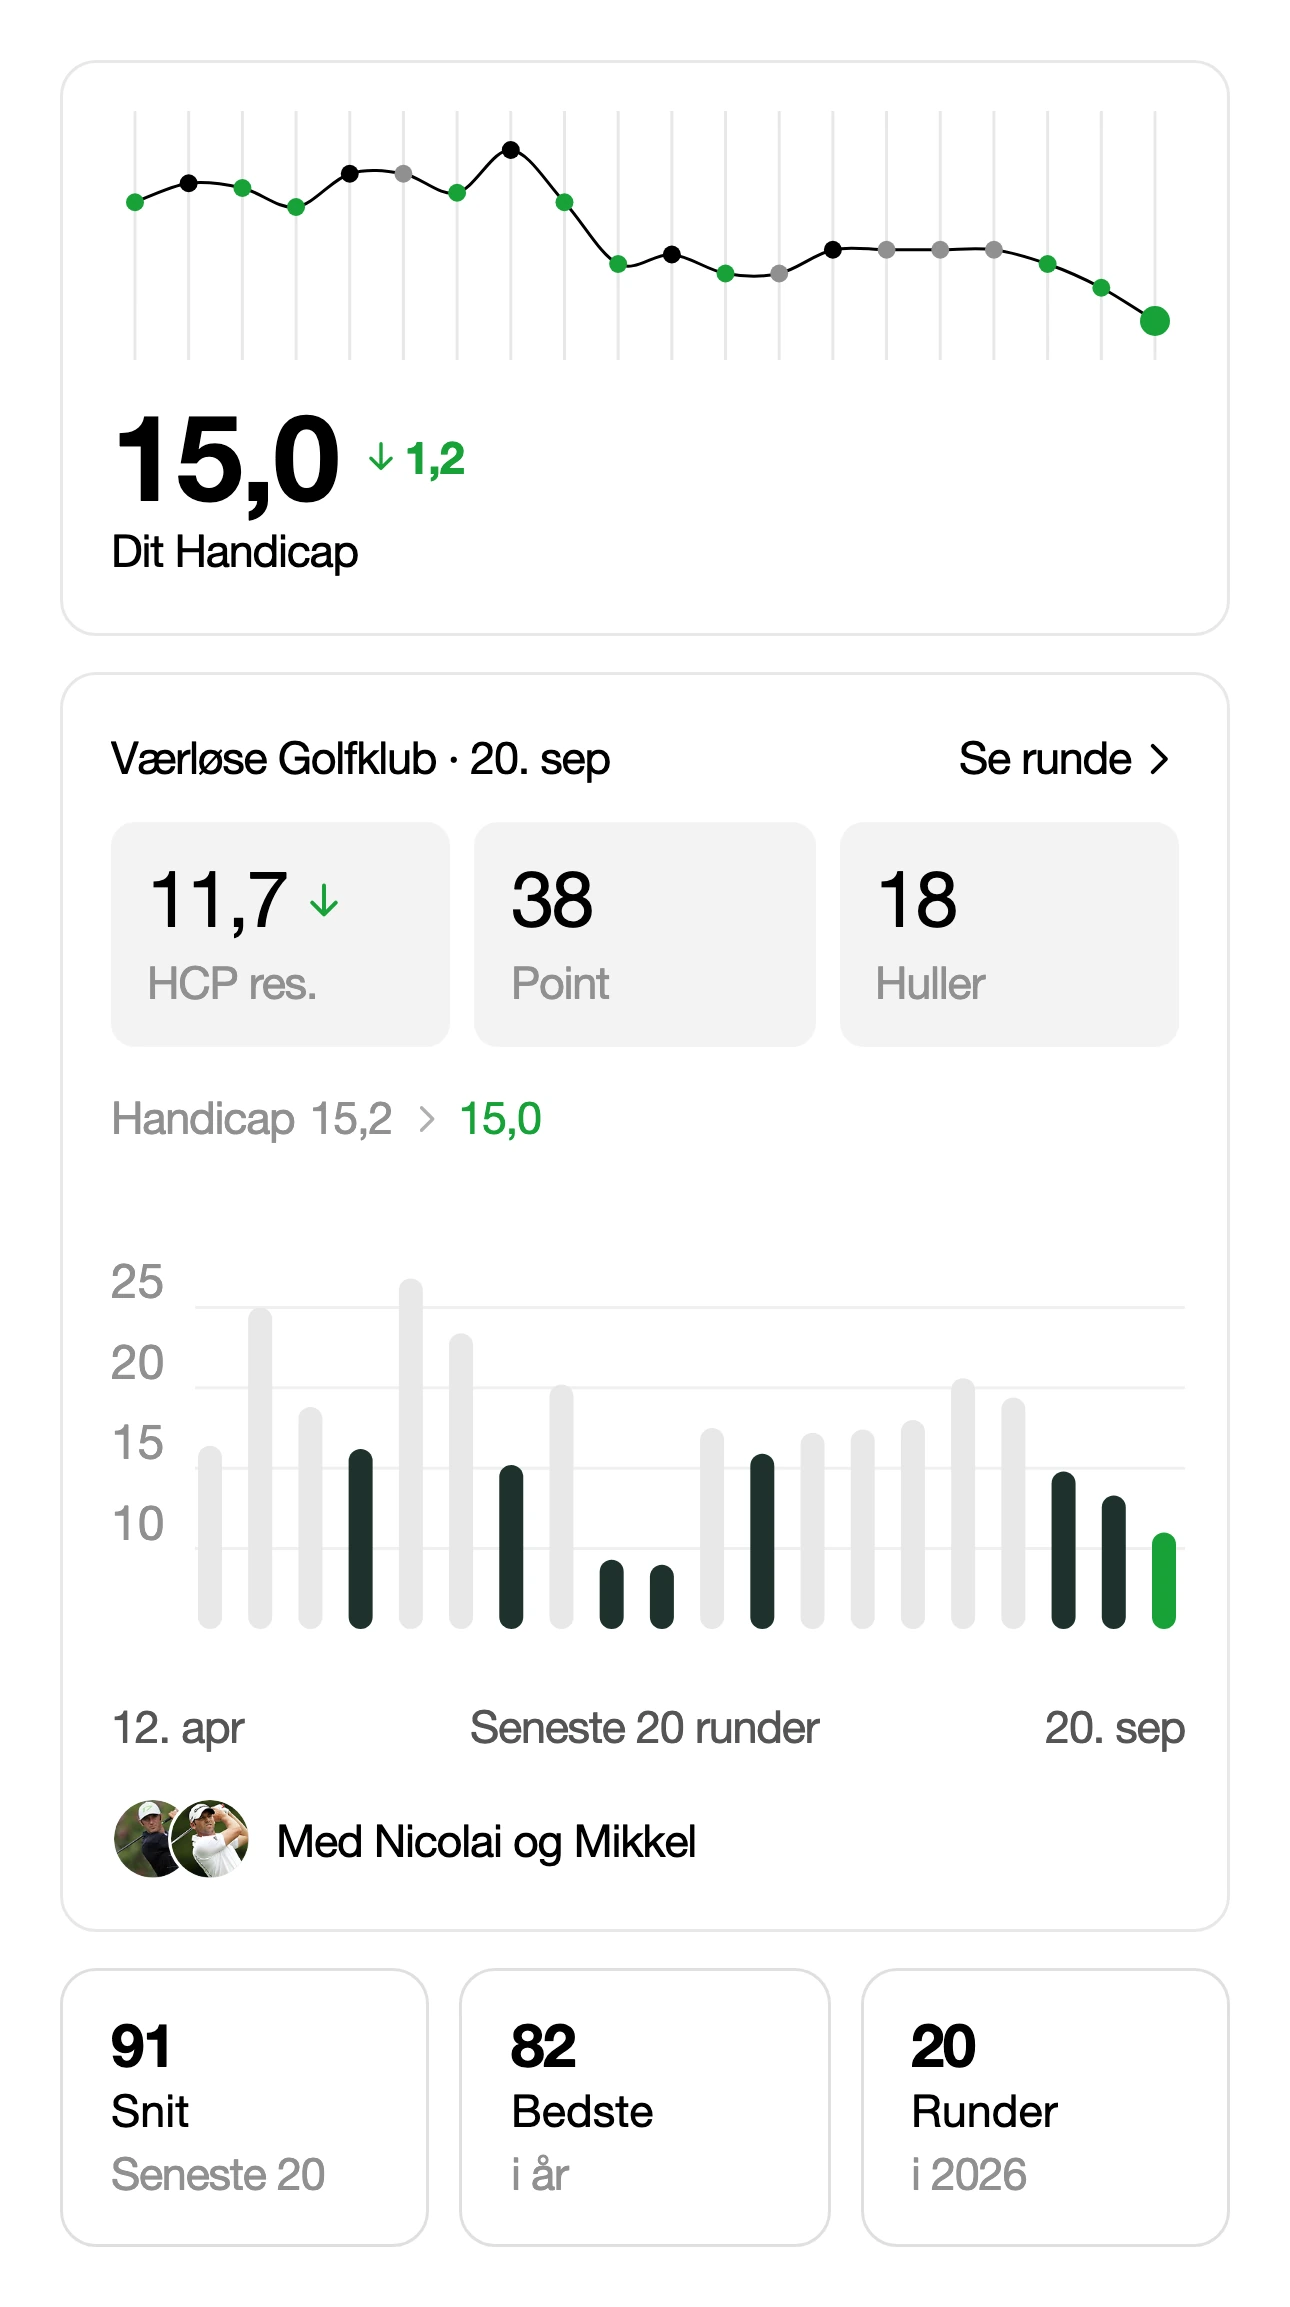 15,0 ↓ 1,2
Dit Handicap
Værløse Golfklub · 20. sep
Se runde >
11,7 ↓
HCP res.
38
Point
18
Huller
Handicap 15,2 > 15,0
25
20
15
10
12. apr
Seneste 20 runder
20. sep
Med Nicolai og Mikkel
91
Snit
Seneste 20
82
Bedste
i år
20
Runder
i 2026